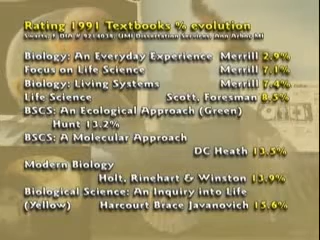 Rating 1991 Textbooks % evolution
Biology: An Everyday Experience Merrill 2.9%
Focus on Life Science Merrill 7.1%
Biology: Living Systems Merrill 7.4%
Life Science Scott, Foresman 8.5%
BSCS: An Ecological Approach (Green)
Hunt 13.2%
BSCS: A Molecular Approach
DC Heath 13.5%
Modern Biology
Holt, Rinehart & Winston 13.9%
Biological Science: An Inquiry into Life
(Yellow) Harcourt Brace Javanovich 15.6%